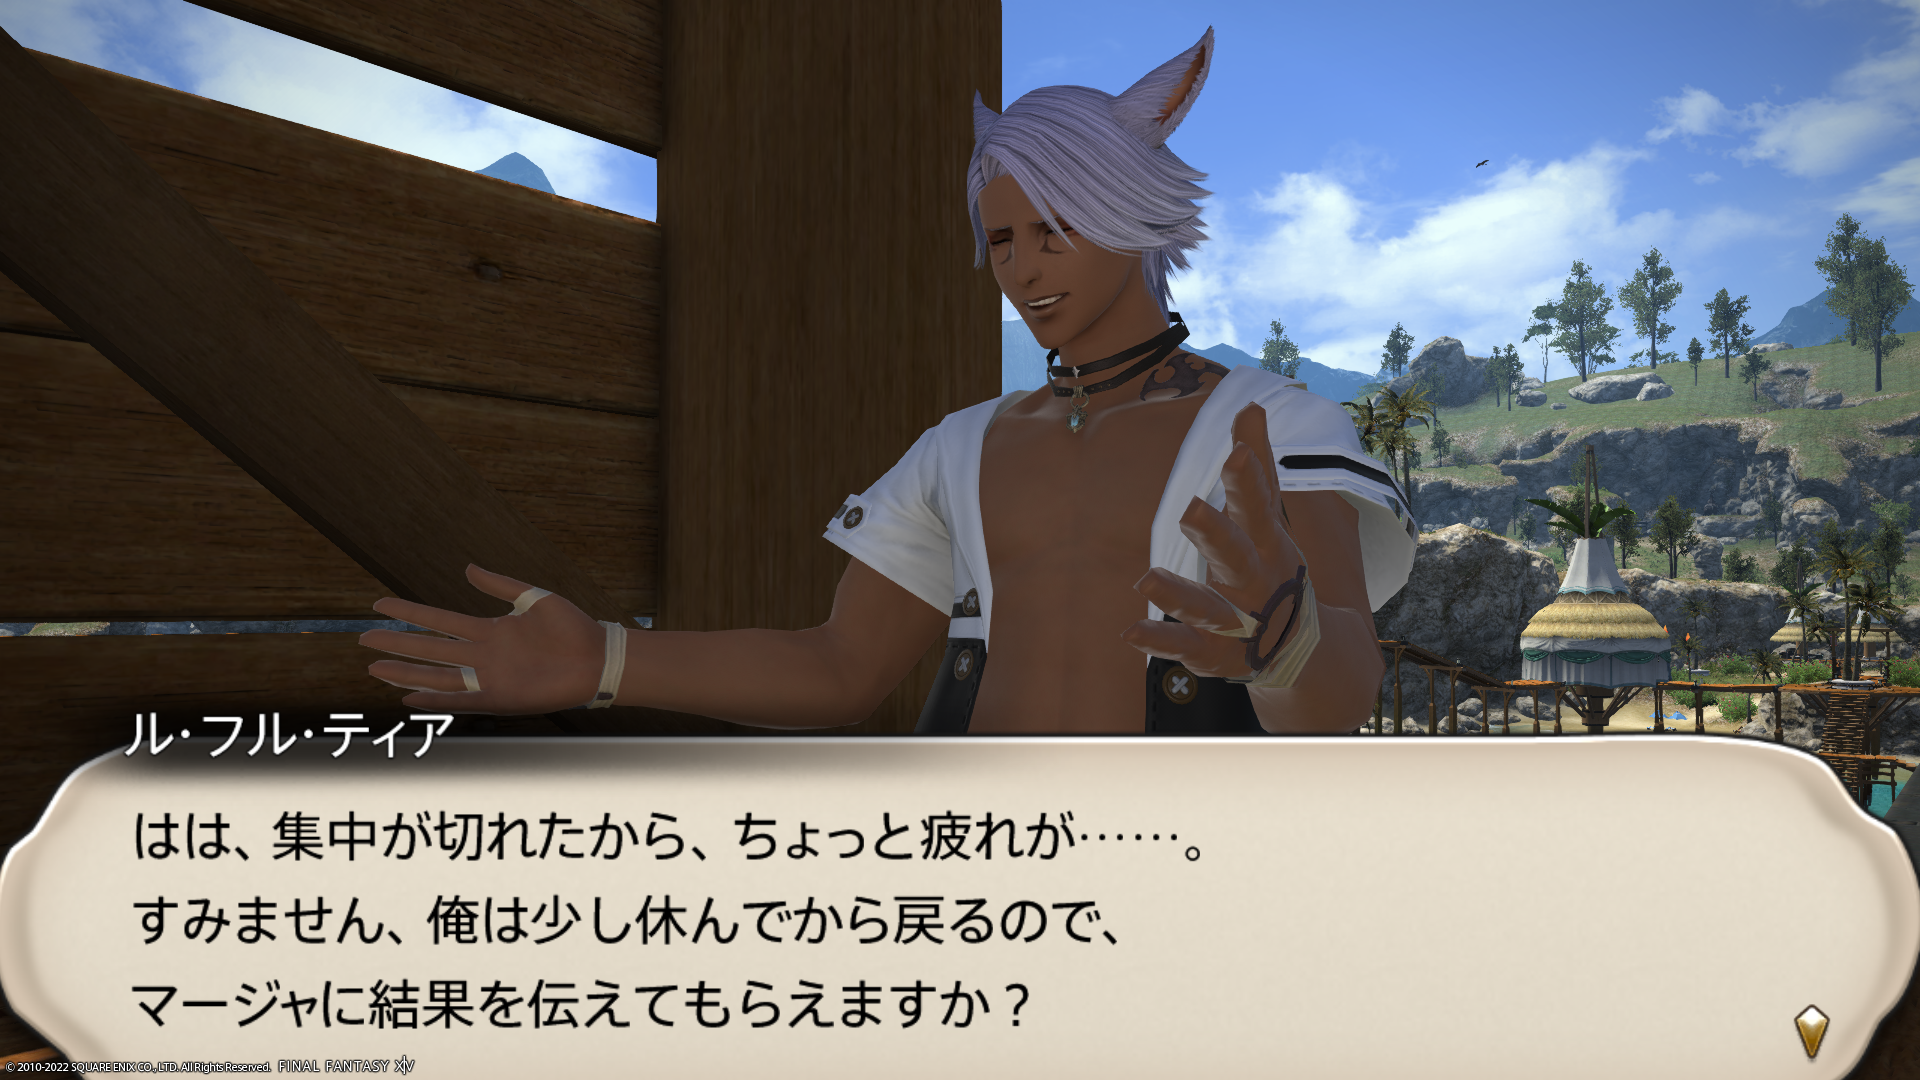 ル・フル・ティア
はは、集中が切れたから、ちょっと疲れが……。
すみません、俺は少し休んでから戻るので、
マージャに結果を伝えてもらえますか？
© 2010-2022 SQUARE ENIX CO., LTD. All Rights Reserved. FINAL FANTASY XIV